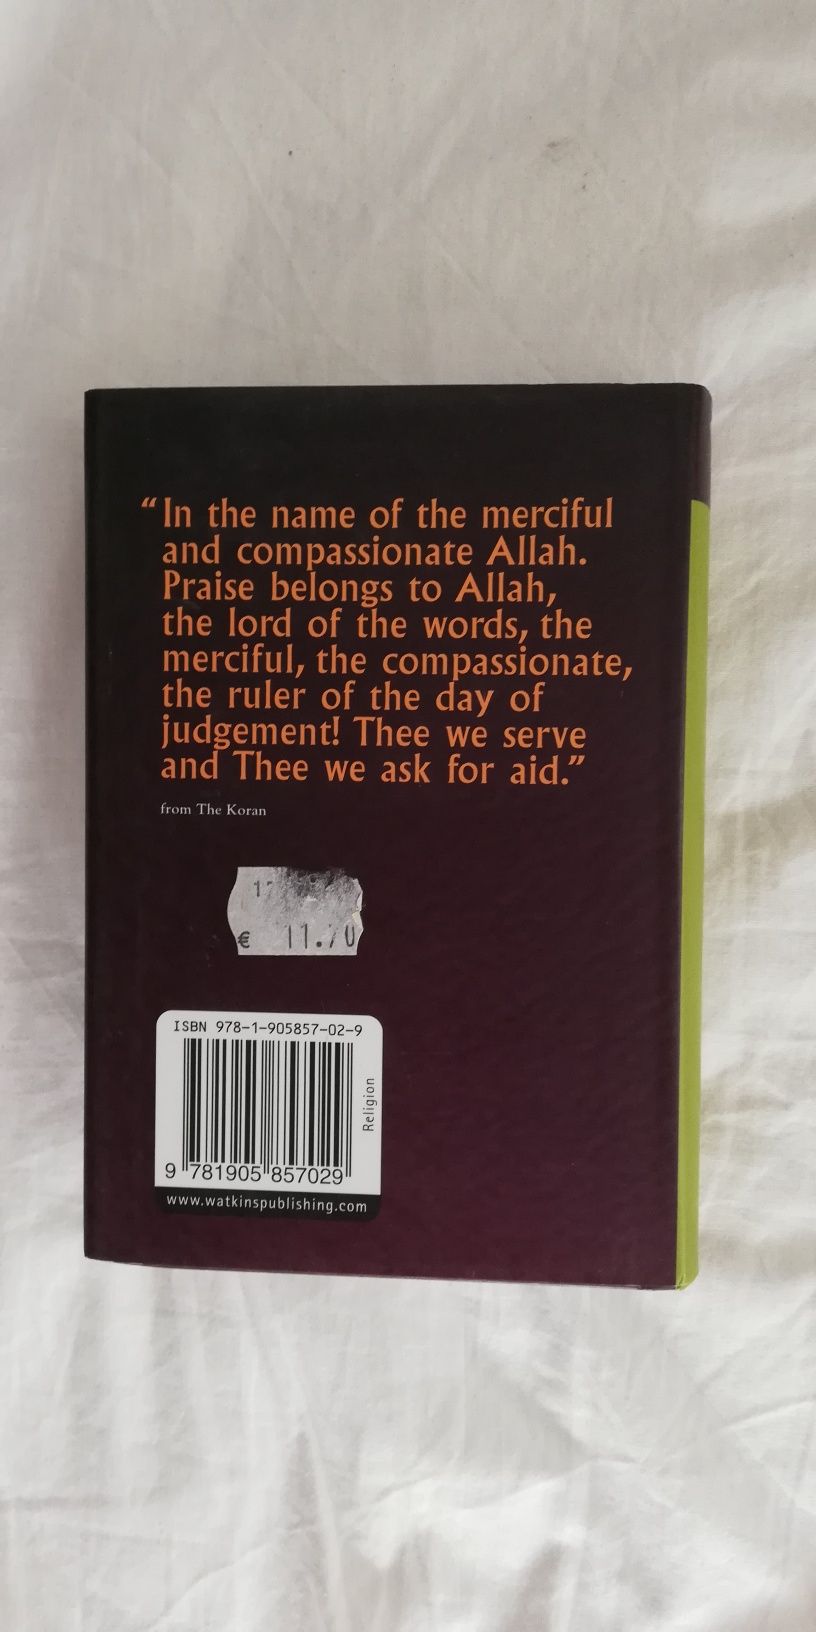 “In the name of the merciful
and compassionate Allah.
Praise belongs to Allah,
the lord of the words, the
merciful, the compassionate,
the ruler of the day of
judgement! Thee we serve
and Thee we ask for aid.”
from The Koran
€ 11.70
ISBN 978-1-905857-02-9
Religion
9 781905 857029
www.watkinspublishing.com